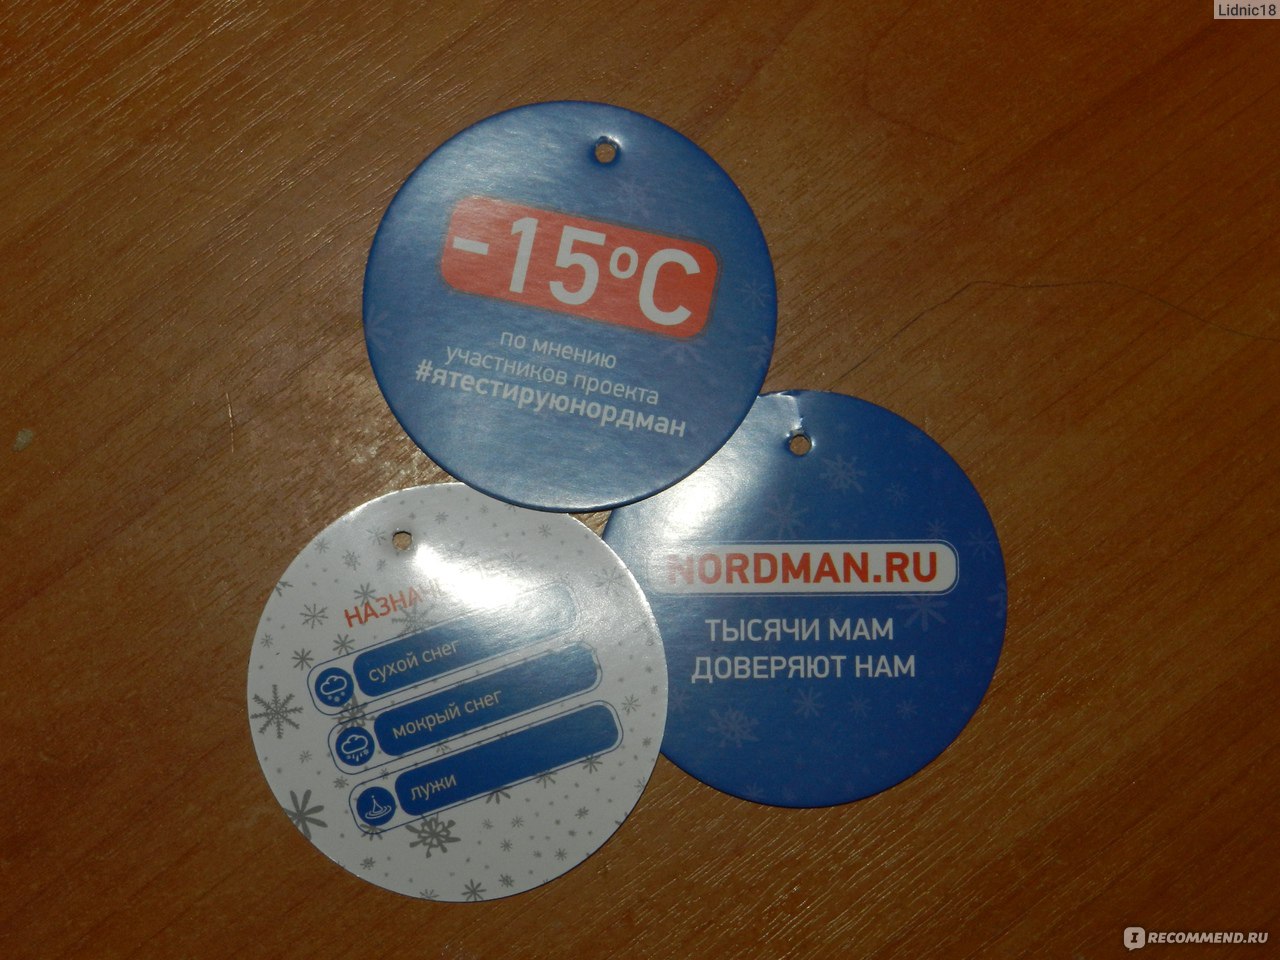 Lidnic18
-15°C
по мнению
участников проекта
#ятестируюнордман
NORDMAN.RU
ТЫСЯЧИ МАМ
ДОВЕРЯЮТ НАМ
сухой снег
мокрый снег
лужи
IRECOMMEND.RU